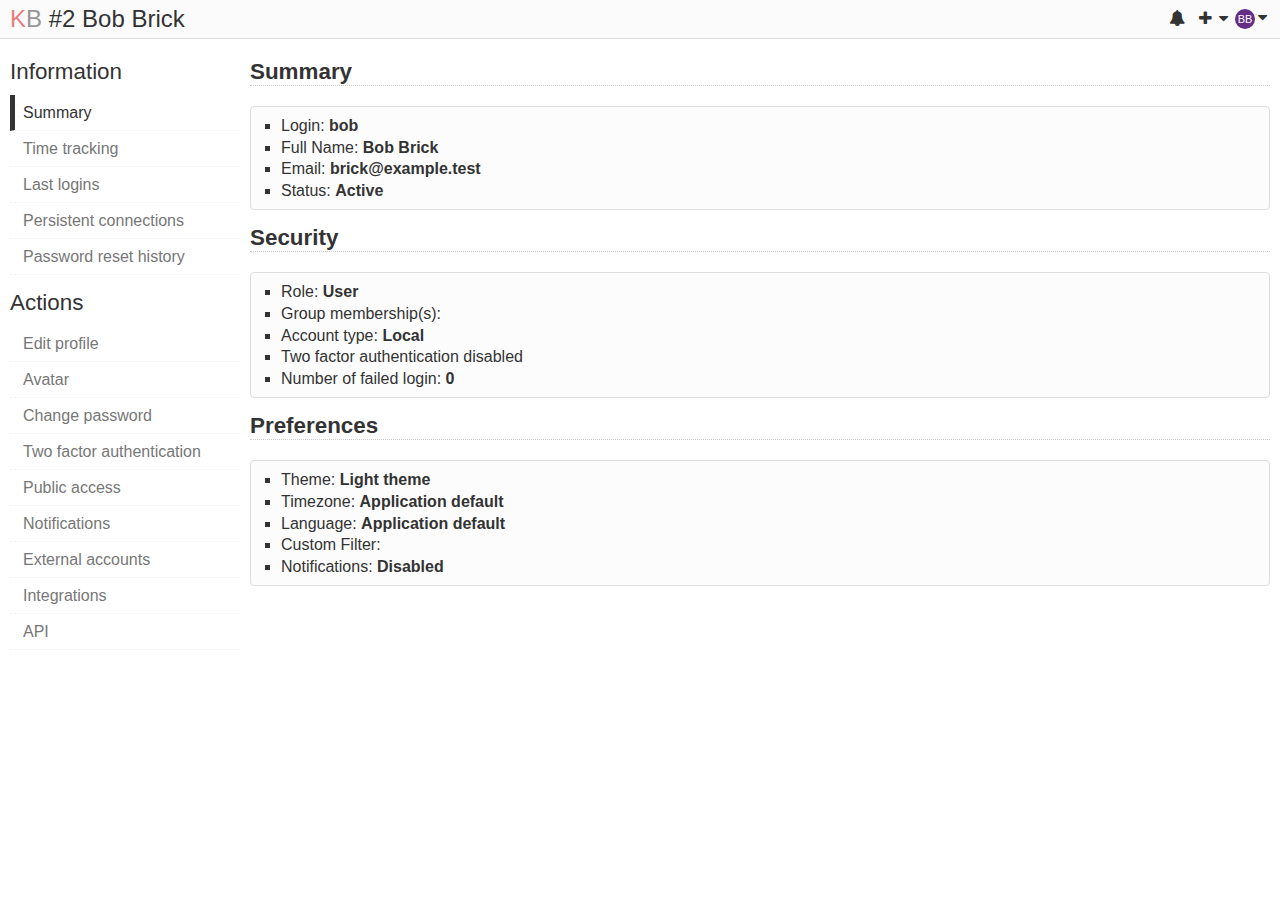 KB #2 Bob Brick
BB
Information
Summary
Time tracking
Last logins
Persistent connections
Password reset history
Actions
Edit profile
Avatar
Change password
Two factor authentication
Public access
Notifications
External accounts
Integrations
API
Summary
Login: bob
Full Name: Bob Brick
Email: brick@example.test
Status: Active
Security
Role: User
Group membership(s):
Account type: Local
Two factor authentication disabled
Number of failed login: 0
Preferences
Theme: Light theme
Timezone: Application default
Language: Application default
Custom Filter:
Notifications: Disabled